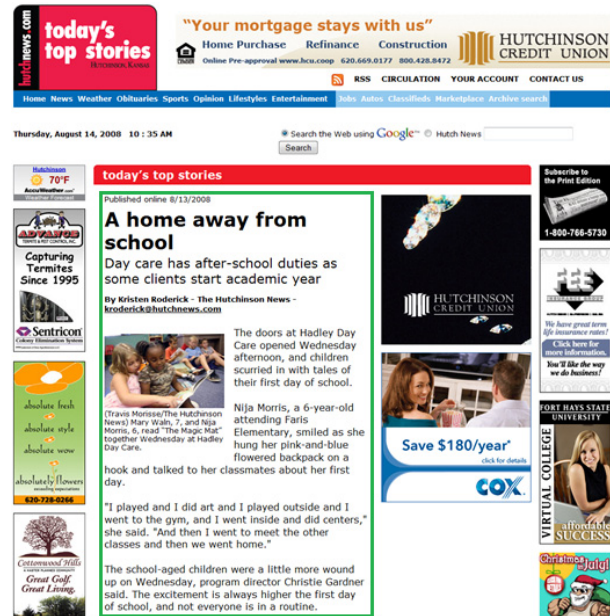 hutchnews.com
today's
top stories
HUTCHINSON, KANSAS
"Your mortgage stays with us"
Home Purchase Refinance Construction
Online Pre-approval www.hcu.coop 620.669.0177 800.428.8472
HUTCHINSON
CREDIT UNION
RSS CIRCULATION YOUR ACCOUNT CONTACT US
Home News Weather Obituaries Sports Opinion Lifestyles Entertainment Jobs Autos Classifieds Marketplace Archive search
Thursday, August 14, 2008 10 : 35 AM
Search the Web using Google Hutch News
Search
Hutchinson
70°F
AccuWeather.com
Weather Forecast
ADVANCE
TERMITE & PEST CONTROL, INC.
Capturing
Termites
Since 1995
Sentricon
Colony Elimination System
absolute fresh
absolute style
absolute wow
absolutely flowers
exceeding expectations
620-728-0266
Cottonwood Hills
Great Golf.
Great Living.
today's top stories
Published online 8/13/2008
A home away from
school
Day care has after-school duties as
some clients start academic year
By Kristen Roderick - The Hutchinson News -
kroderick@hutchnews.com
The doors at Hadley Day
Care opened Wednesday
afternoon, and children
scurried in with tales of
their first day of school.
(Travis Morisse/The Hutchinson
News) Mary Waln, 7, and Nija
Morris, 6, read "The Magic Mat"
together Wednesday at Hadley
Day Care.
Nija Morris, a 6-year-old
attending Faris
Elementary, smiled as she
hung her pink-and-blue
flowered backpack on a
hook and talked to her classmates about her first
day.
"I played and I did art and I played outside and I
went to the gym, and I went inside and did centers,"
she said. "And then I went to meet the other
classes and then we went home."
The school-aged children were a little more wound
up on Wednesday, program director Christie Gardner
said. The excitement is always higher the first day
of school, and not everyone is in a routine.
HUTCHINSON
CREDIT UNION
Save $180/year*
click for details
COX
Subscribe to
the Print Edition
1-800-766-5730
FEE
INSURANCE
We have great term
life insurance rates!
Click here for
more information.
You'll like the way
we do business!
FORT HAYS STATE
UNIVERSITY
VIRTUAL COLLEGE
affordable
SUCCESS
Christmas in July!